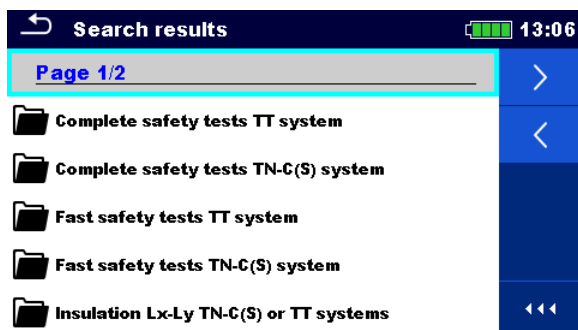 Search results
13:06
Page 1/2
Complete safety tests TT system
Complete safety tests TN-C(S) system
Fast safety tests TT system
Fast safety tests TN-C(S) system
Insulation Lx-Ly TN-C(S) or TT systems